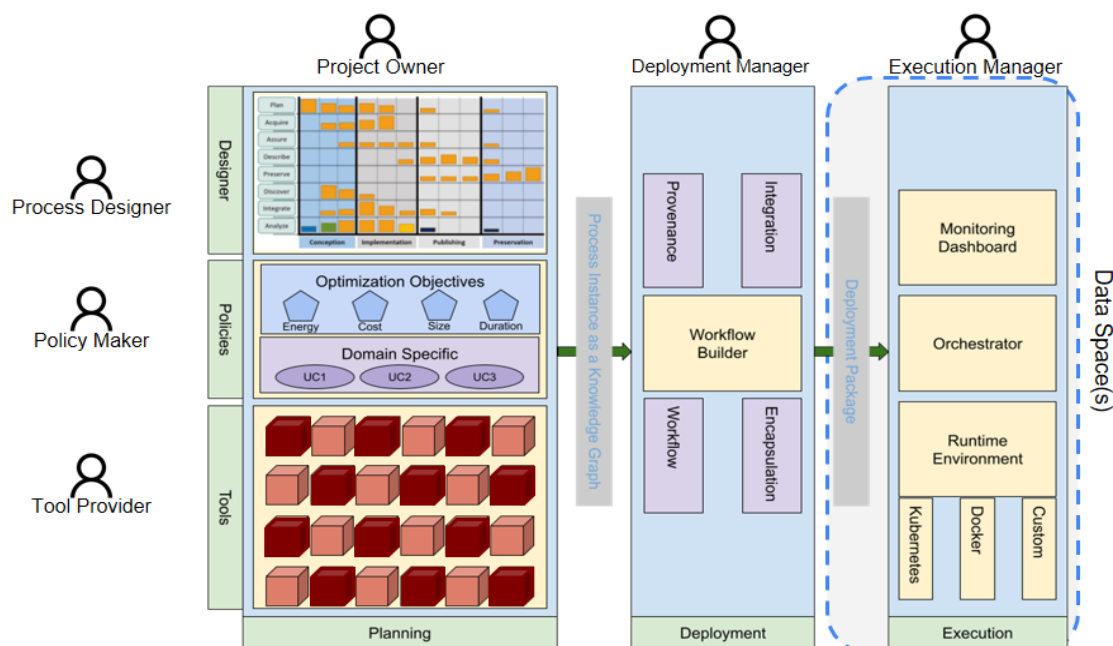 Project Owner
Deployment Manager
Execution Manager
Process Designer
Policy Maker
Tool Provider
Designer
Plan
Acquire
Assure
Describe
Preserve
Discover
Integrate
Analyze
Conception
Implementation
Publishing
Preservation
Policies
Optimization Objectives
Energy
Cost
Size
Duration
Domain Specific
UC1
UC2
UC3
Tools
Planning
Process Instance as a Knowledge Graph
Provenance
Integration
Workflow
Builder
Workflow
Encapsulation
Deployment
Deployment Package
Monitoring
Dashboard
Orchestrator
Runtime
Environment
Kubernetes
Docker
Custom
Execution
Data Space(s)